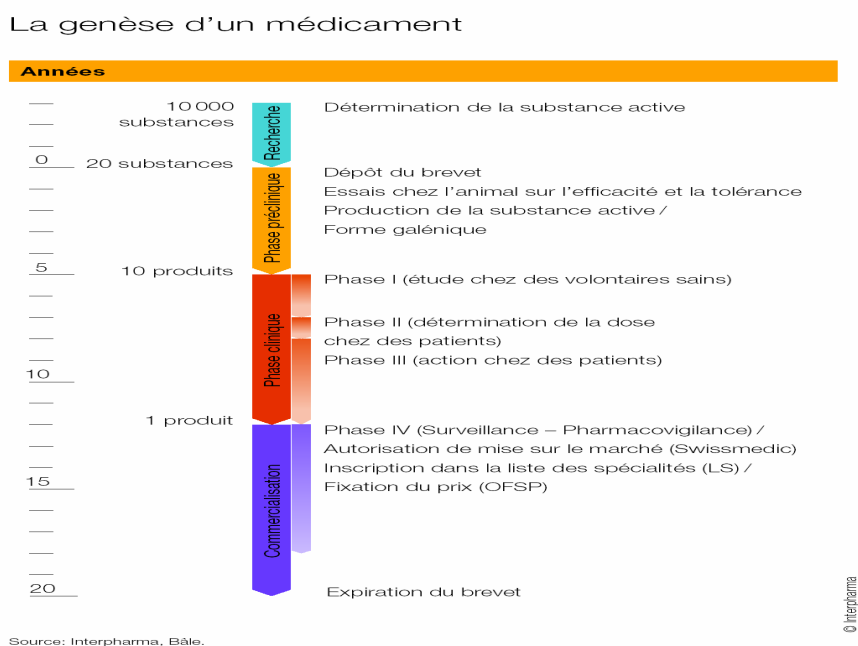 La genèse d'un médicament
Années
10 000
substances
Détermination de la substance active
Recherche
0
20 substances
Dépôt du brevet
Essais chez l'animal sur l'efficacité et la tolérance
Production de la substance active /
Forme galénique
Phase préclinique
5
10 produits
Phase I (étude chez des volontaires sains)
Phase II (détermination de la dose
chez des patients)
Phase III (action chez des patients)
Phase clinique
10
1 produit
Phase IV (Surveillance – Pharmacovigilance) /
Autorisation de mise sur le marché (Swissmedic)
Inscription dans la liste des spécialités (LS) /
Fixation du prix (OFSP)
Commercialisation
15
20
Expiration du brevet
© Interpharma
Source: Interpharma, Bâle.